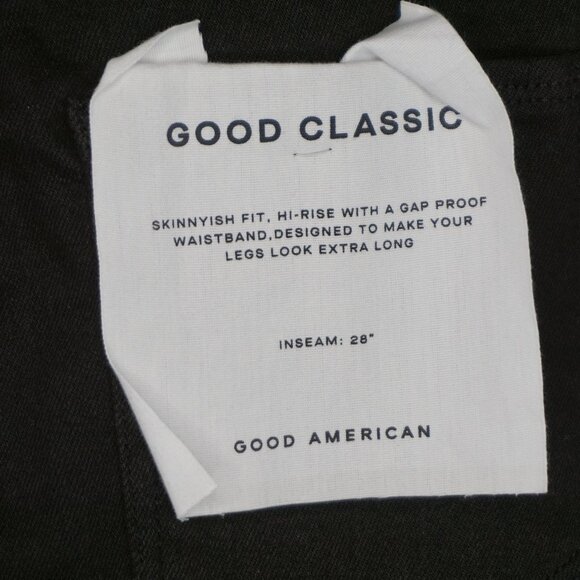 GOOD CLASSIC
SKINNYISH FIT, HI-RISE WITH A GAP PROOF
WAISTBAND,DESIGNED TO MAKE YOUR
LEGS LOOK EXTRA LONG
INSEAM: 28"
GOOD AMERICAN